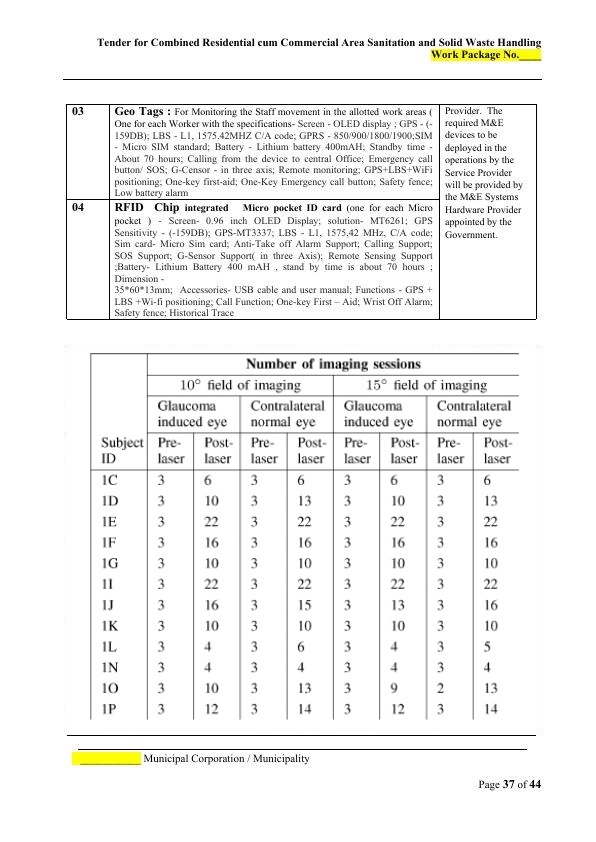 Tender for Combined Residential cum Commercial Area Sanitation and Solid Waste Handling
Work Package No.____
03
Geo Tags : For Monitoring the Staff movement in the allotted work areas (
One for each Worker with the specifications- Screen - OLED display ; GPS - (-
159DB); LBS - L1, 1575.42MHZ C/A code; GPRS - 850/900/1800/1900;SIM
- Micro SIM standard; Battery - Lithium battery 400mAH; Standby time -
About 70 hours; Calling from the device to central Office; Emergency call
button/ SOS; G-Censor - in three axis; Remote monitoring; GPS+LBS+WiFi
positioning; One-key first-aid; One-Key Emergency call button; Safety fence;
Low battery alarm
04
RFID Chip integrated Micro pocket ID card (one for each Micro
pocket ) - Screen- 0.96 inch OLED Display; solution- MT6261; GPS
Sensitivity - (-159DB); GPS-MT3337; LBS - L1, 1575,42 MHz, C/A code;
Sim card- Micro Sim card; Anti-Take off Alarm Support; Calling Support;
SOS Support; G-Sensor Support( in three Axis); Remote Sensing Support
;Battery- Lithium Battery 400 mAH , stand by time is about 70 hours ;
Dimension -
35*60*13mm; Accessories- USB cable and user manual; Functions - GPS +
LBS +Wi-fi positioning; Call Function; One-key First – Aid; Wrist Off Alarm;
Safety fence; Historical Trace
Provider. The
required M&E
devices to be
deployed in the
operations by the
Service Provider
will be provided by
the M&E Systems
Hardware Provider
appointed by the
Government.
Number of imaging sessions
10° field of imaging 15° field of imaging
Glaucoma Contralateral Glaucoma Contralateral
induced eye normal eye induced eye normal eye
Subject Pre- Post- Pre- Post- Pre- Post- Pre- Post-
ID laser laser laser laser laser laser laser laser
1C 3 6 3 6 3 6 3 6
1D 3 10 3 13 3 10 3 13
1E 3 22 3 22 3 22 3 22
1F 3 16 3 16 3 16 3 16
1G 3 10 3 10 3 10 3 10
1I 3 22 3 22 3 22 3 22
1J 3 16 3 15 3 13 3 16
1K 3 10 3 10 3 10 3 10
1L 3 4 3 6 3 4 3 5
1N 3 4 3 4 3 4 3 4
1O 3 10 3 13 3 9 2 13
1P 3 12 3 14 3 12 3 14
____________ Municipal Corporation / Municipality
Page 37 of 44